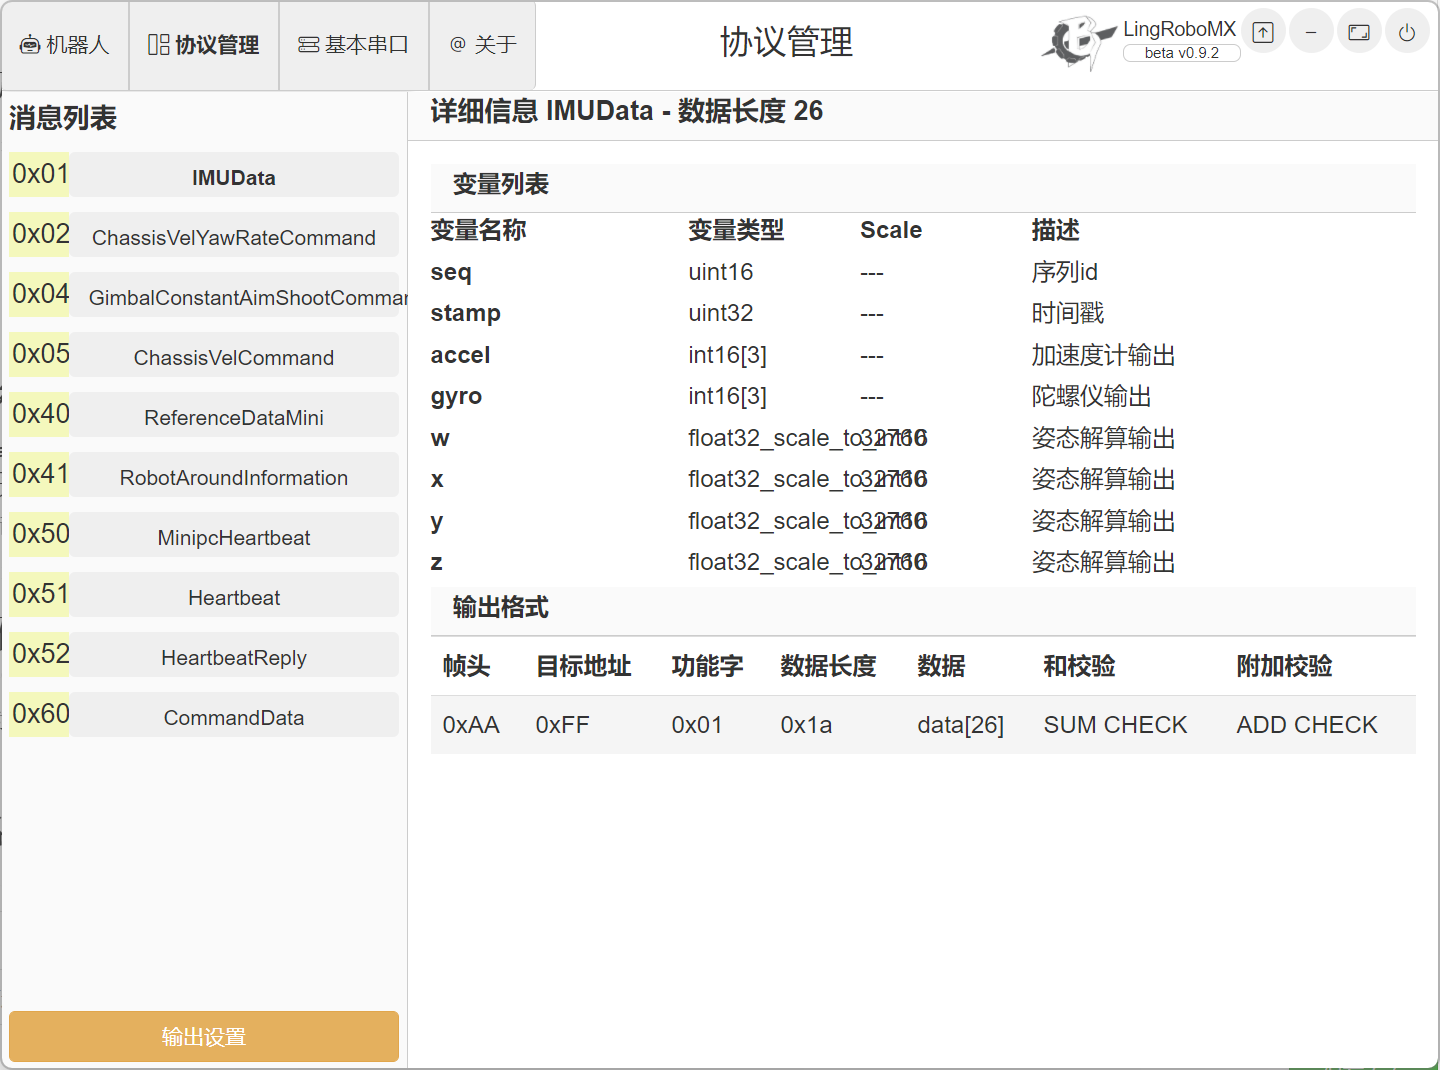 机器人 协议管理 基本串口 @ 关于 协议管理 LingRoboMX
beta v0.9.2
消息列表
0x01 IMUData
0x02 ChassisVelYawRateCommand
0x04 GimbalConstantAimShootComma
0x05 ChassisVelCommand
0x40 ReferenceDataMini
0x41 RobotAroundInformation
0x50 MinipcHeartbeat
0x51 Heartbeat
0x52 HeartbeatReply
0x60 CommandData
输出设置
详细信息 IMUData - 数据长度 26
变量列表
变量名称 变量类型 Scale 描述
seq uint16 --- 序列id
stamp uint32 --- 时间戳
accel int16[3] --- 加速度计输出
gyro int16[3] --- 陀螺仪输出
w float32_scale_to_int16 姿态解算输出
x float32_scale_to_int16 姿态解算输出
y float32_scale_to_int16 姿态解算输出
z float32_scale_to_int16 姿态解算输出
输出格式
帧头 目标地址 功能字 数据长度 数据 和校验 附加校验
0xAA 0xFF 0x01 0x1a data[26] SUM CHECK ADD CHECK